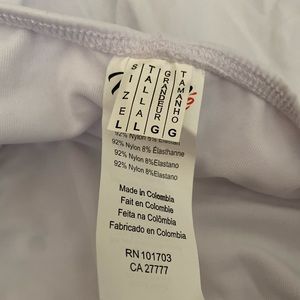 SIZE L
TALLA L
GRANDEUR G
TAMANHO G
92% Nylon 8% Elastan
92% Nylon 8% Élasthanne
92% Nylon 8% Elastano
92% Nylon 8% Elastano
Made in Colombia
Fait en Colombie
Feita na Colômbia
Fabricado en Colombia
RN 101703
CA 27777